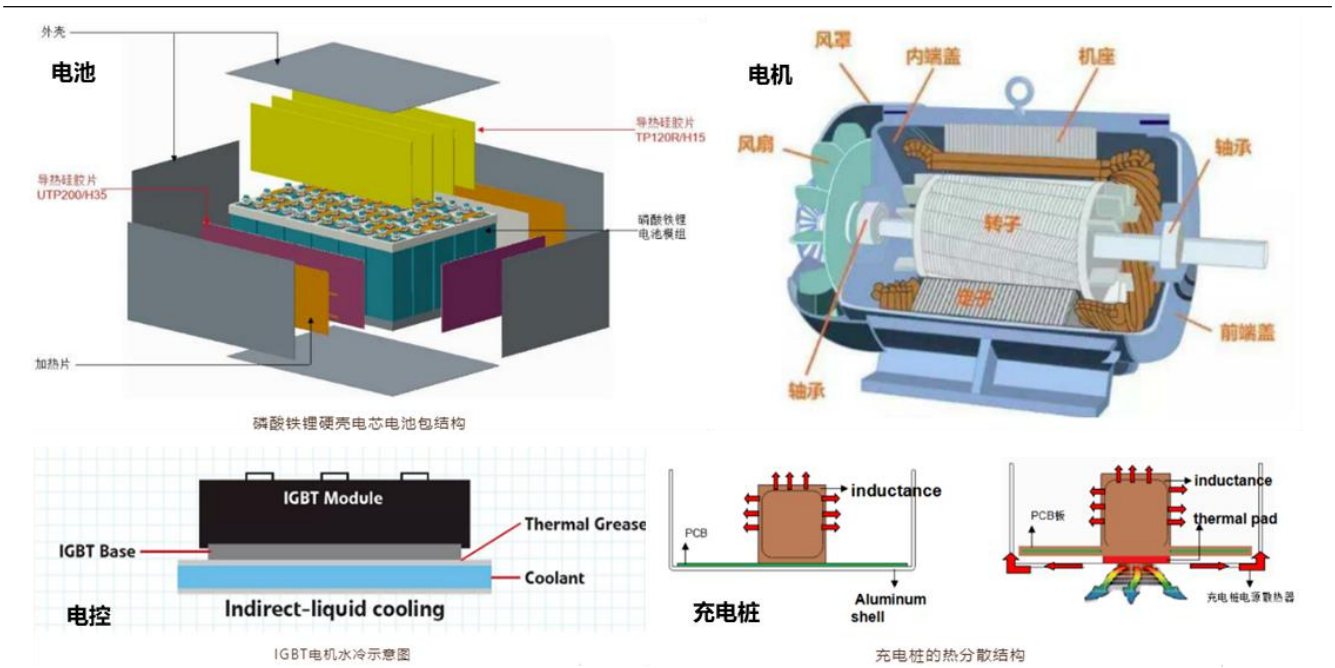 外壳
电池
导热硅胶片
TP120R/H15
导热硅胶片
UTP200/H35
磷酸铁锂
电池模组
加热片
磷酸铁锂硬壳电芯电池包结构
电机
风罩
内端盖
机座
风扇
轴承
转子
定子
前端盖
轴承
IGBT Module
IGBT Base
Thermal Grease
Coolant
Indirect-liquid cooling
电控
IGBT电机水冷示意图
inductance
PCB
Aluminum
shell
充电桩
inductance
thermal pad
PCB板
充电桩电源散热器
充电桩的热分散结构